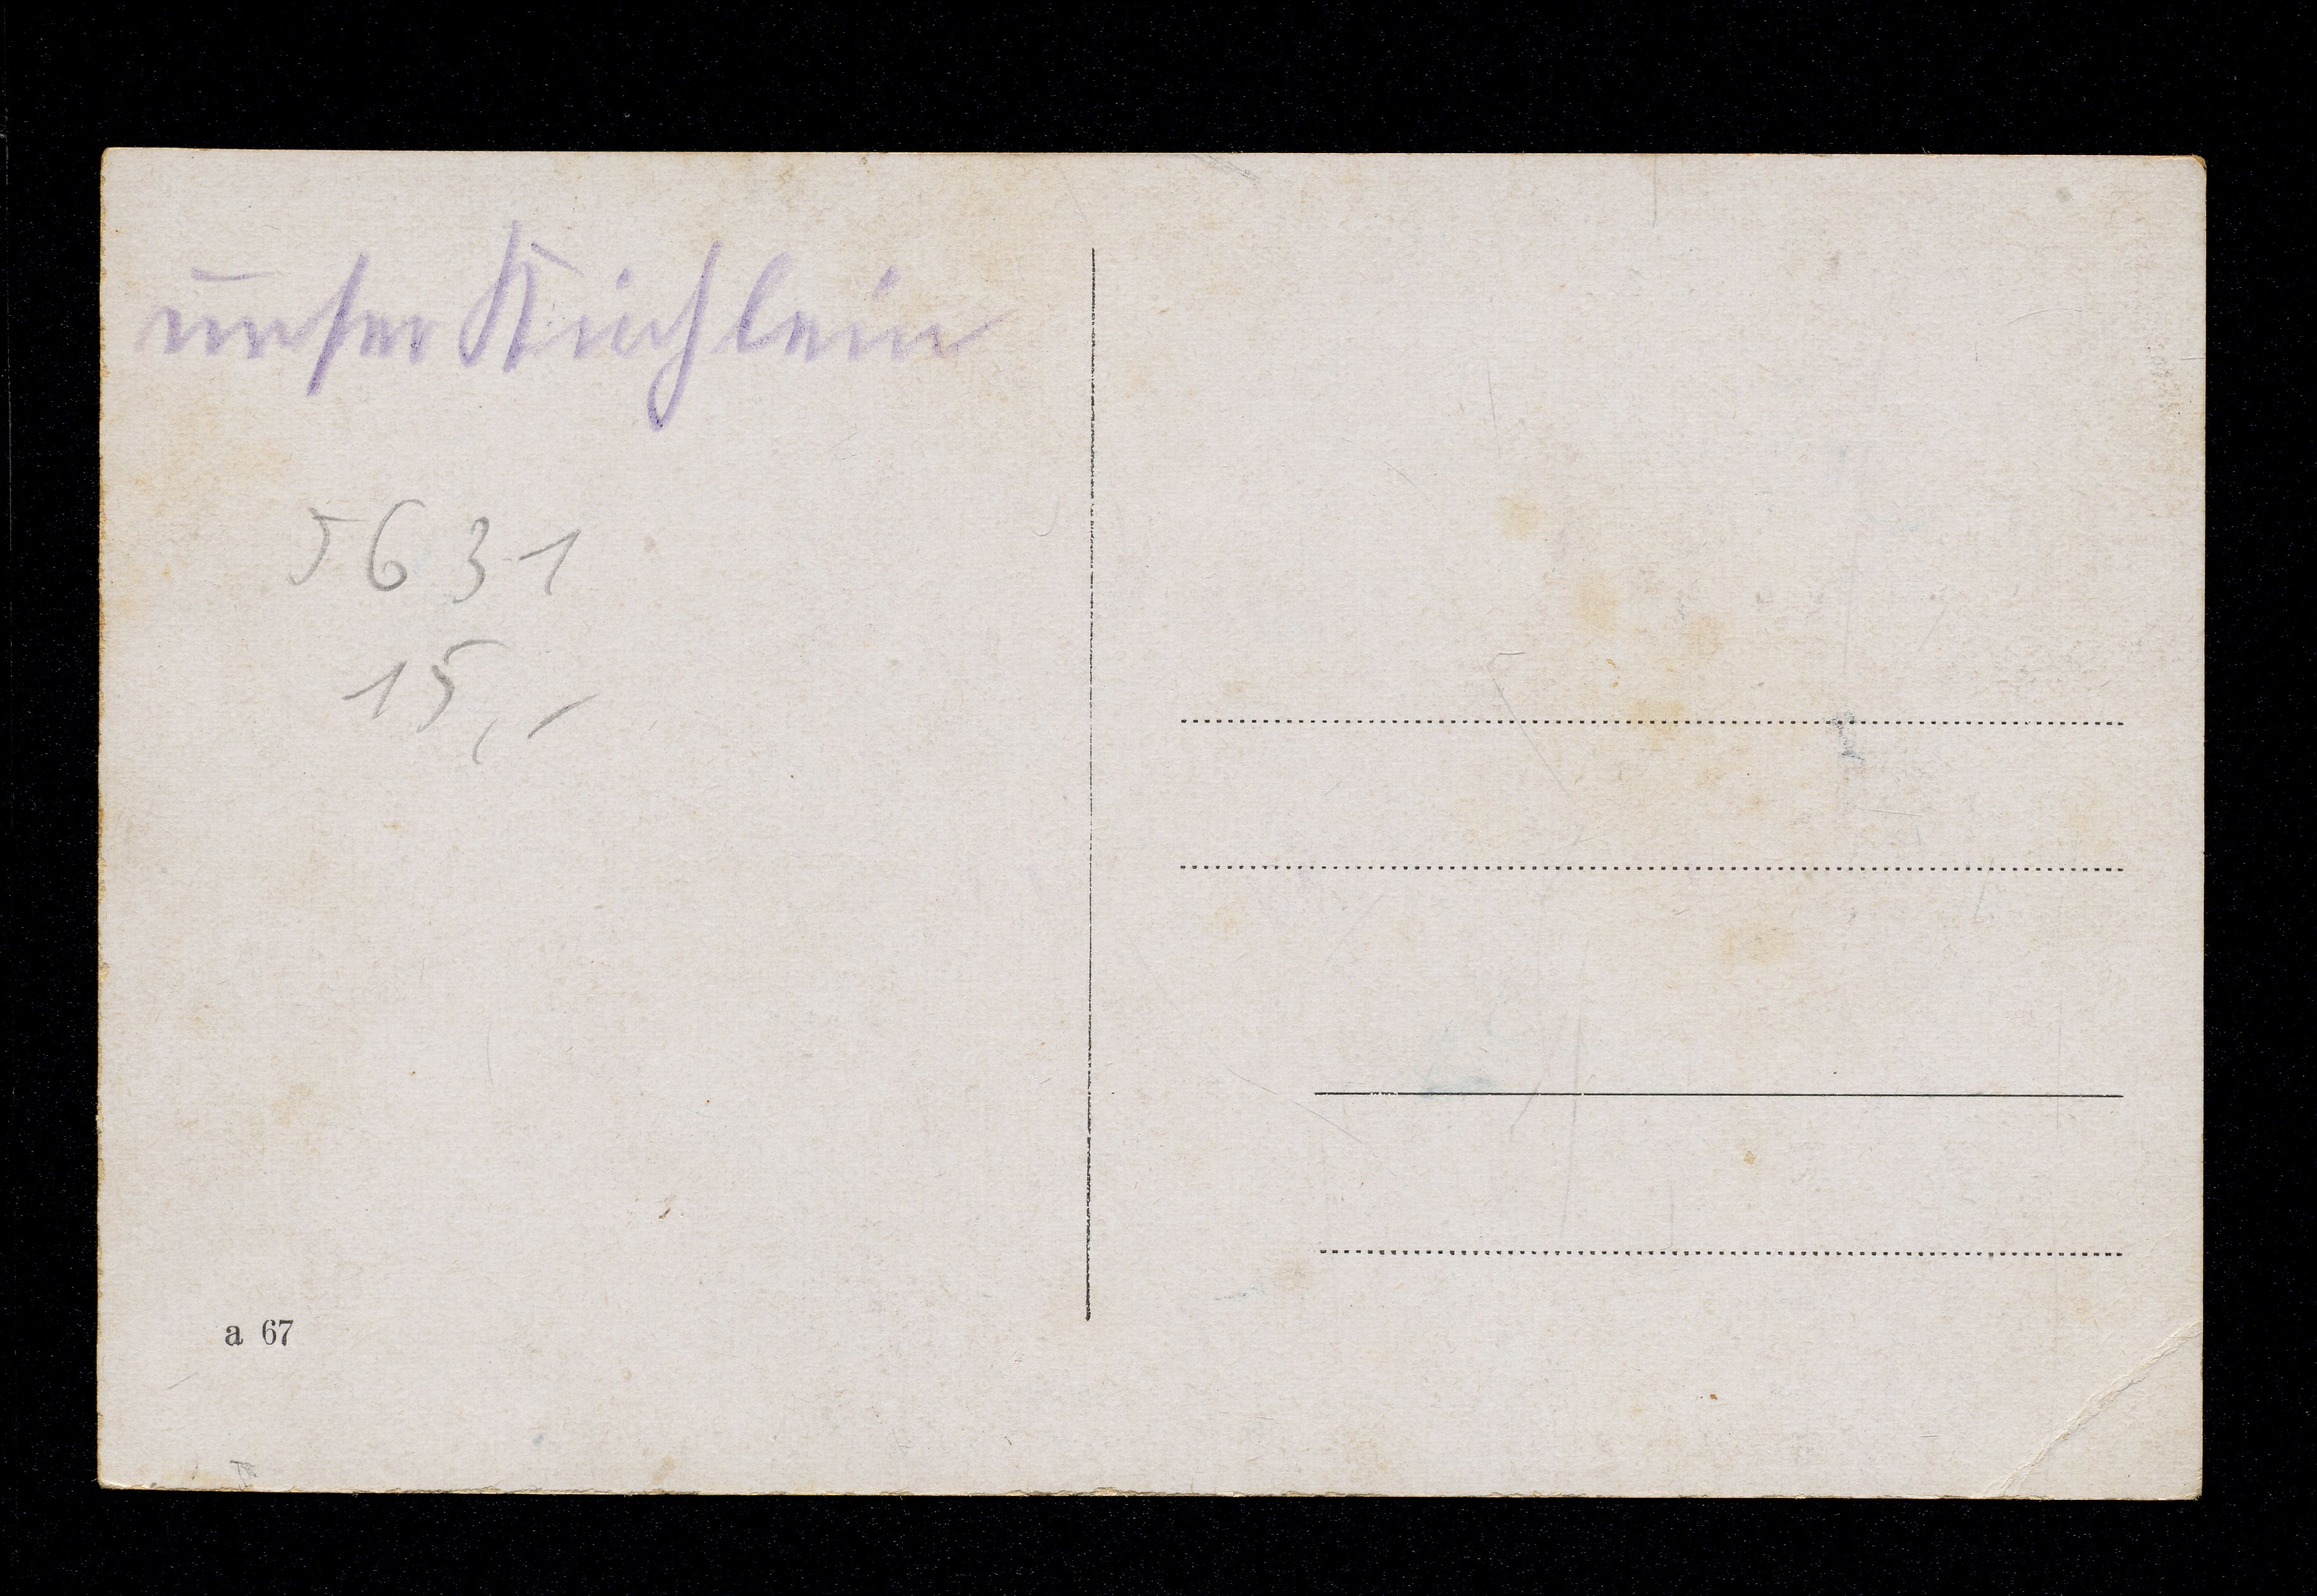 unser Kirchlein
5631
15,-
a 67